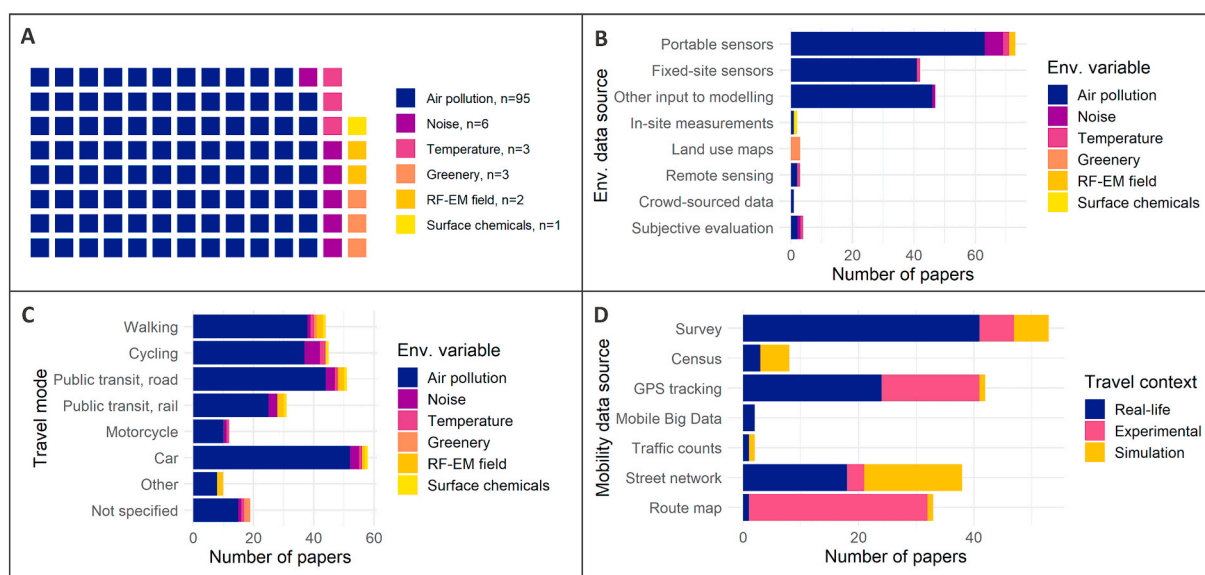 A
Air pollution, n=95
Noise, n=6
Temperature, n=3
Greenery, n=3
RF-EM field, n=2
Surface chemicals, n=1
B
Env. data source
Portable sensors
Fixed-site sensors
Other input to modelling
In-site measurements
Land use maps
Remote sensing
Crowd-sourced data
Subjective evaluation
0 20 40 60
Number of papers
Env. variable
Air pollution
Noise
Temperature
Greenery
RF-EM field
Surface chemicals
C
Travel mode
Walking
Cycling
Public transit, road
Public transit, rail
Motorcycle
Car
Other
Not specified
0 20 40 60
Number of papers
Env. variable
Air pollution
Noise
Temperature
Greenery
RF-EM field
Surface chemicals
D
Mobility data source
Survey
Census
GPS tracking
Mobile Big Data
Traffic counts
Street network
Route map
0 20 40
Number of papers
Travel context
Real-life
Experimental
Simulation